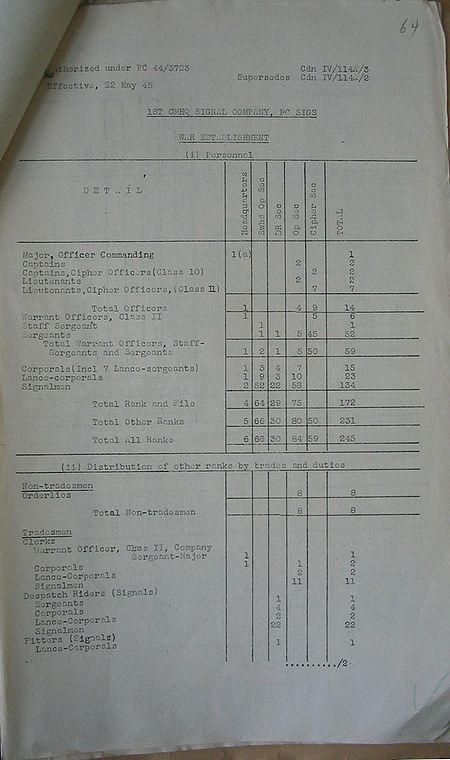 64
uthorized under PC 44/3723 Cdn IV/114A/3
Supersedes Cdn IV/114A/2
Effective, 22 May 45
1ST CMHQ SIGNAL COMPANY, RC SIGS
WAR ESTABLISHMENT
(i) Personnel
DETAIL Headquarters Swbd Op Sec DR Sec Op Sec Cipher Sec TOTAL
Major, Officer Commanding 1(a) 1
Captains 2 2
Captains, Cipher Officers (Class 10) 2 2
Lieutenants 2 2
Lieutenants, Cipher Officers, (Class 11) 7 7
Total Officers 1 4 9 14
Warrant Officers, Class II 1 5 6
Staff Sergeant 1 1
Sergeants 1 1 5 45 52
Total Warrant Officers, Staff-
Sergeants and Sergeants 1 2 1 5 50 59
Corporals (Incl 7 Lance-sergeants) 1 3 4 7 15
Lance-corporals 1 9 3 10 23
Signalmen 2 52 22 58 134
Total Rank and File 4 64 29 75 172
Total Other Ranks 5 66 30 80 50 231
Total All Ranks 6 66 30 84 59 245
(ii) Distribution of other ranks by trades and duties
Non-tradesmen
Orderlies 8 8
Total Non-tradesmen 8 8
Tradesmen
Clerks
Warrant Officer, Class II, Company
Sergeant-Major 1 1
Corporals 1 1 2
Lance-Corporals 2 2
Signalmen 11 11
Despatch Riders (Signals)
Sergeants 1 1
Corporals 4 4
Lance-Corporals 2 2
Signalmen 22 22
Fitters (Signals)
Lance-Corporals 1 1
........./2